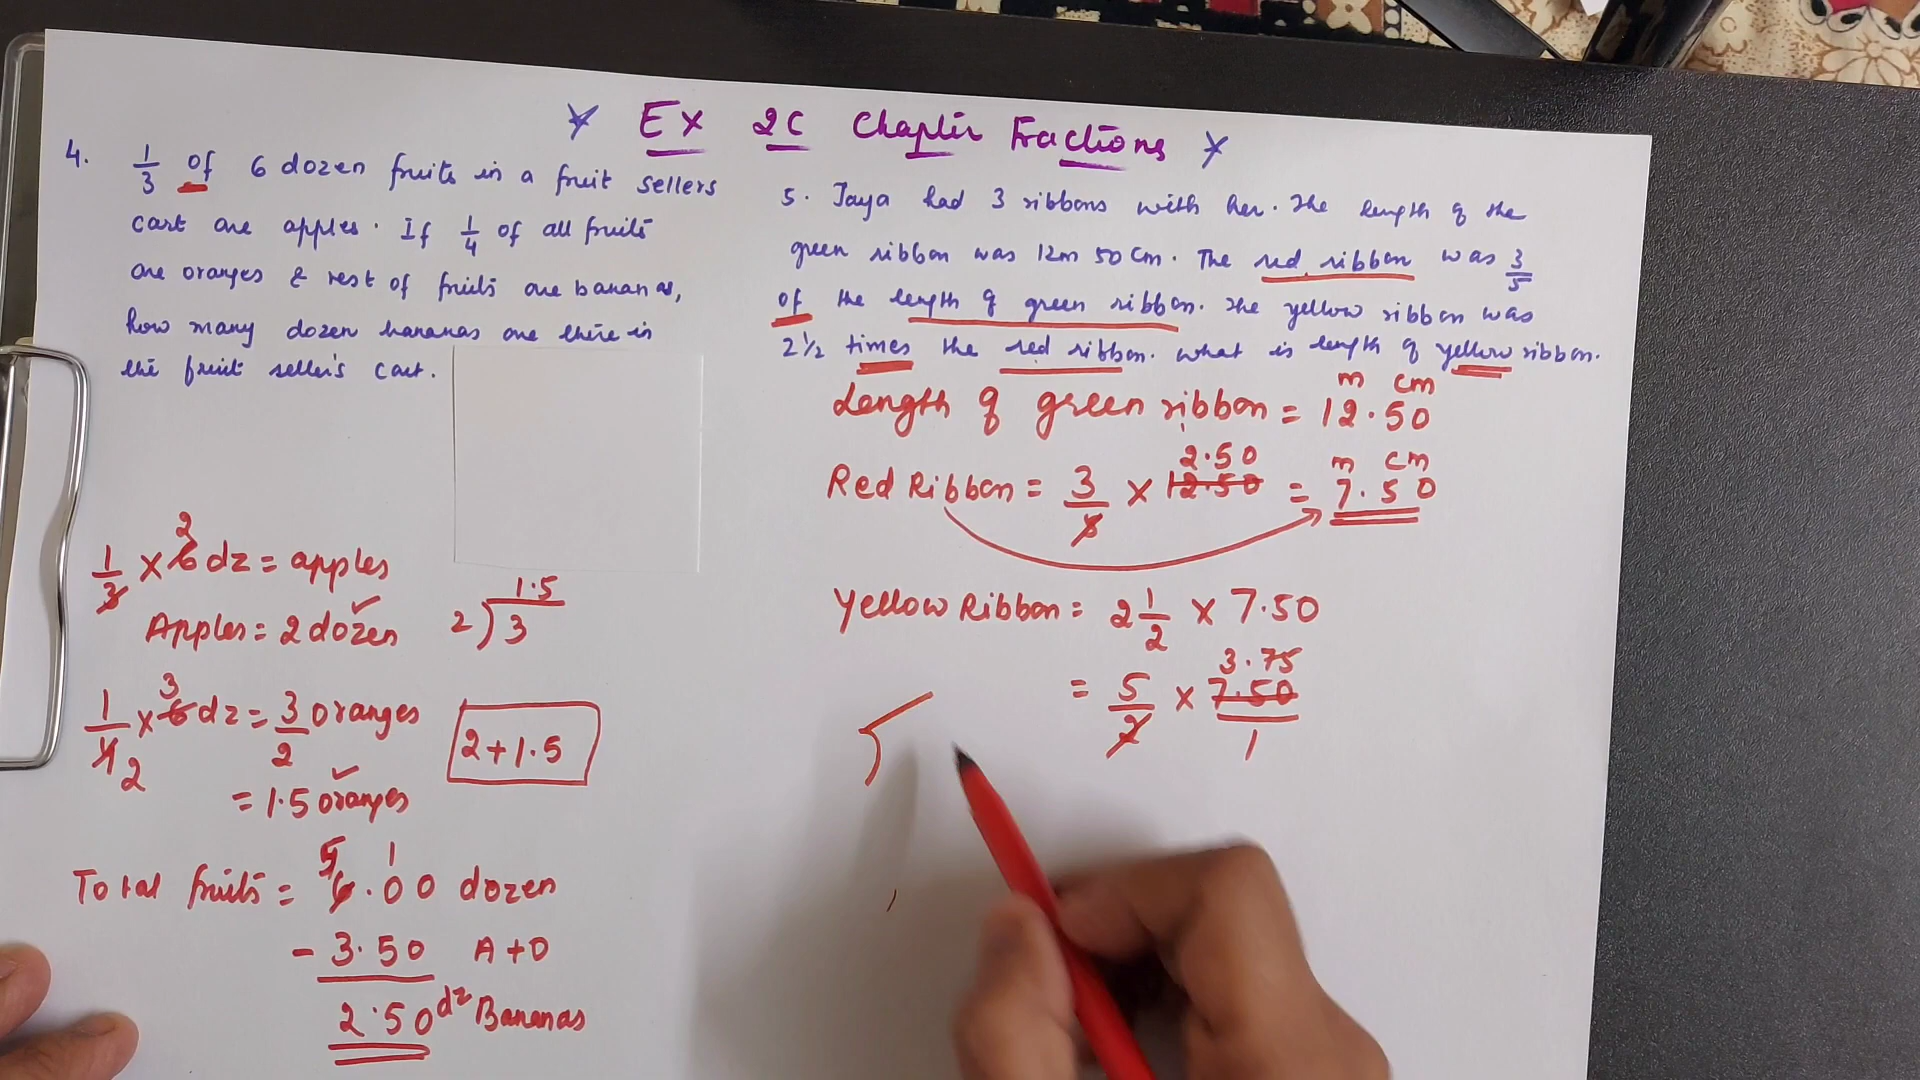 Ex 2C Chapter Fractions
4. 1/3 of 6 dozen fruits in a fruit sellers
cart are apples. If 1/4 of all fruits
are oranges & rest of fruits are bananas,
how many dozen bananas are there in
the fruit seller's cart.
1/3 × 6 dz = apples
2
Apples = 2 dozen ✓
1.5
2)3
1/4 × 6 dz = 3/2 oranges
3
2
= 1.5 oranges ✓
2+1.5
5 1
Total fruits = 6.00 dozen
- 3.50 A+O
2.50 dz Bananas
5. Jaya had 3 ribbons with her. The length of the
green ribbon was 12m 50 cm. The red ribbon was 3/5
of the length of green ribbon. The yellow ribbon was
2 1/2 times the red ribbon. what is length of yellow ribbon.
m cm
Length of green ribbon = 12.50
2.50 m cm
Red Ribbon = 3/5 × 12.50 = 7.50
Yellow Ribbon = 2 1/2 × 7.50
3.75
= 5/2 × 7.50/1